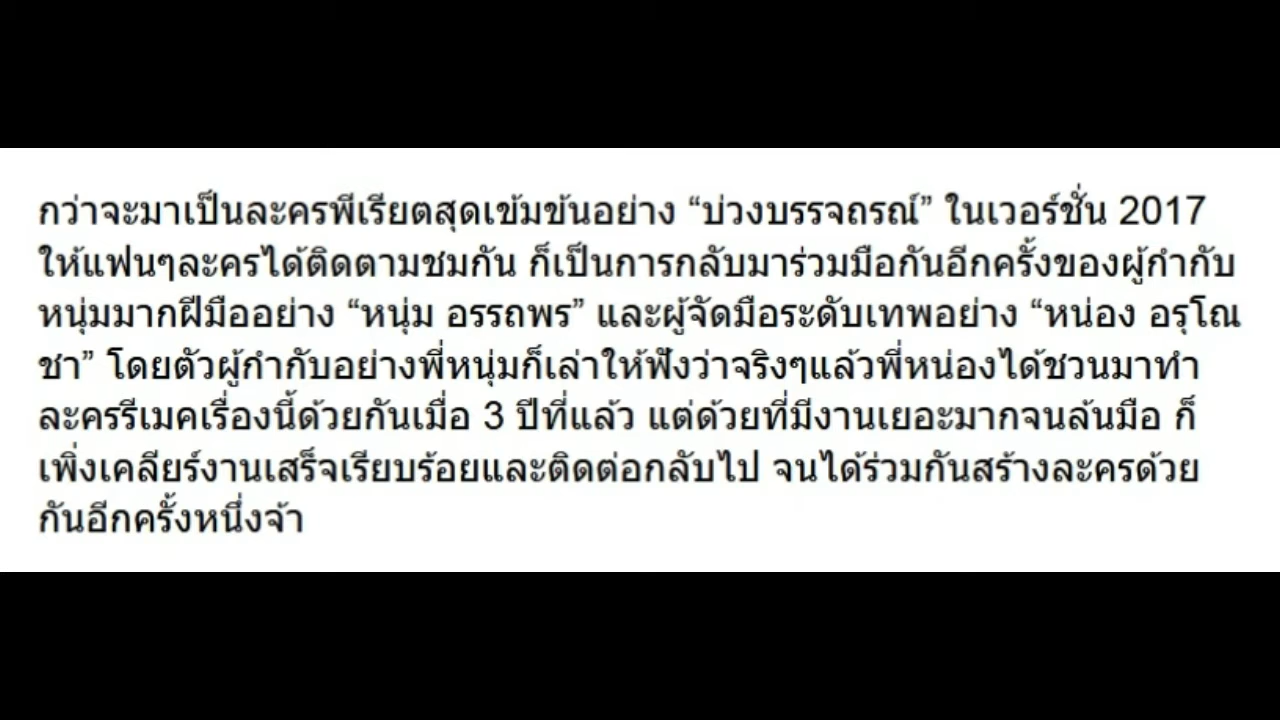 กว่าจะมาเป็นละครพีเรียตสุดเข้มข้นอย่าง “บ่วงบรรจถรณ์” ในเวอร์ชั่น 2017
ให้แฟนๆละครได้ติดตามชมกัน ก็เป็นการกลับมาร่วมมือกันอีกครั้งของผู้กำกับ
หนุ่มมากฝีมืออย่าง “หนุ่ม อรรถพร” และผู้จัดมือระดับเทพอย่าง “หน่อง อรุโณ
ชา” โดยตัวผู้กำกับอย่างพี่หนุ่มก็เล่าให้ฟังว่าจริงๆแล้วพี่หน่องได้ชวนมาทำ
ละครรีเมคเรื่องนี้ด้วยกันเมื่อ 3 ปีที่แล้ว แต่ด้วยที่มีงานเยอะมากจนล้นมือ ก็
เพิ่งเคลียร์งานเสร็จเรียบร้อยและติดต่อกลับไป จนได้ร่วมกันสร้างละครด้วย
กันอีกครั้งหนึ่งจ้า